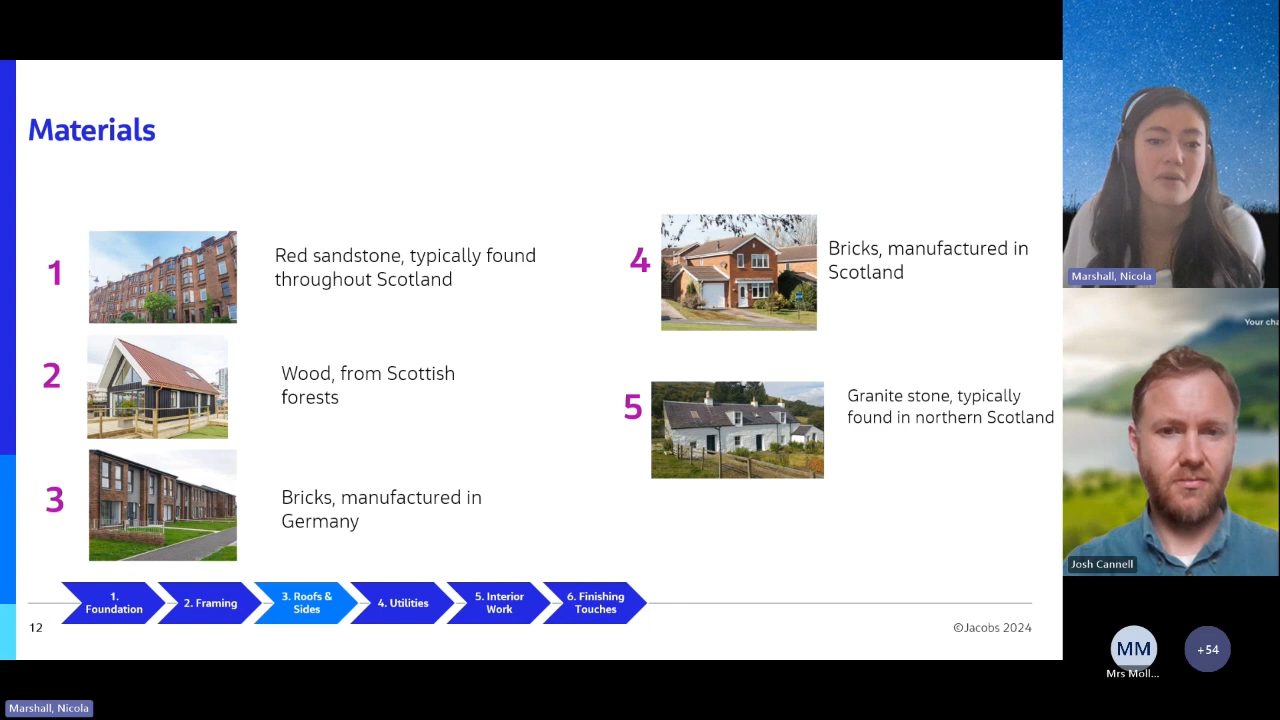 Materials
1
Red sandstone, typically found
throughout Scotland
2
Wood, from Scottish
forests
3
Bricks, manufactured in
Germany
4
Bricks, manufactured in
Scotland
5
Granite stone, typically
found in northern Scotland
1.
Foundation
2. Framing
3. Roofs &
Sides
4. Utilities
5. Interior
Work
6. Finishing
Touches
12
©Jacobs 2024
Marshall, Nicola
Your cha
Josh Cannell
MM
Mrs Moll...
+54
Marshall, Nicola